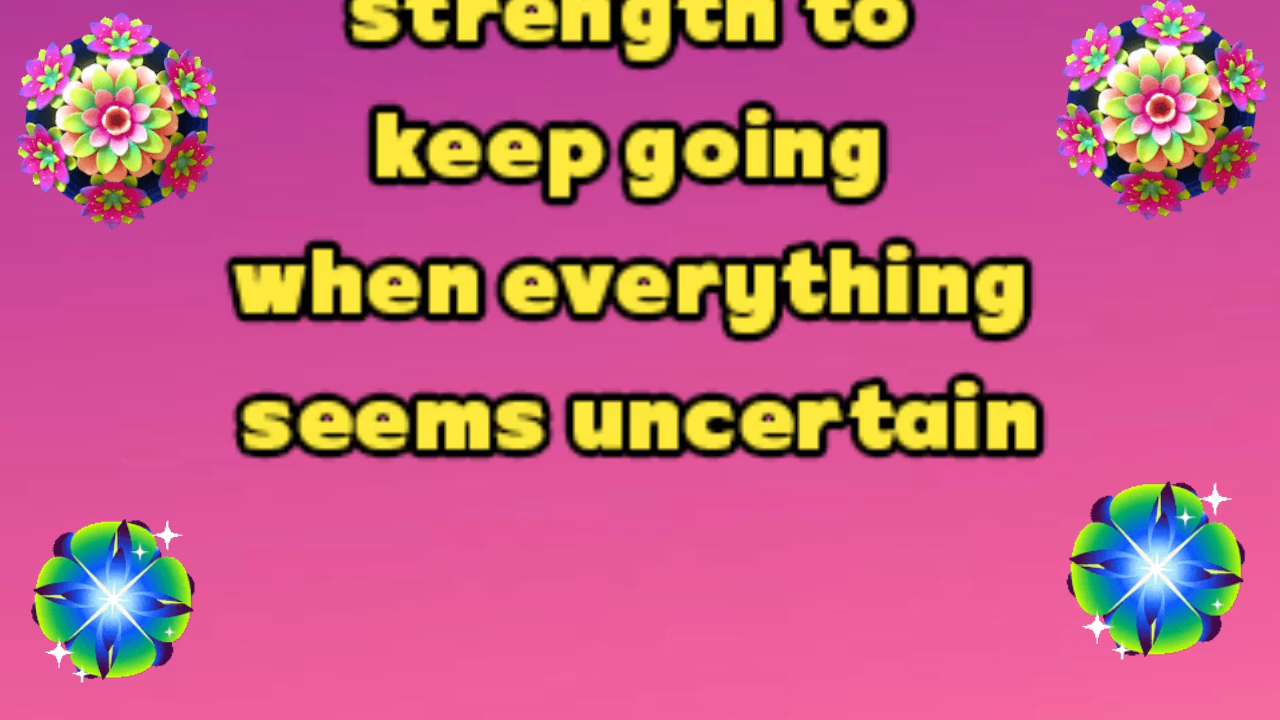 strength to
keep going
when everything
seems uncertain